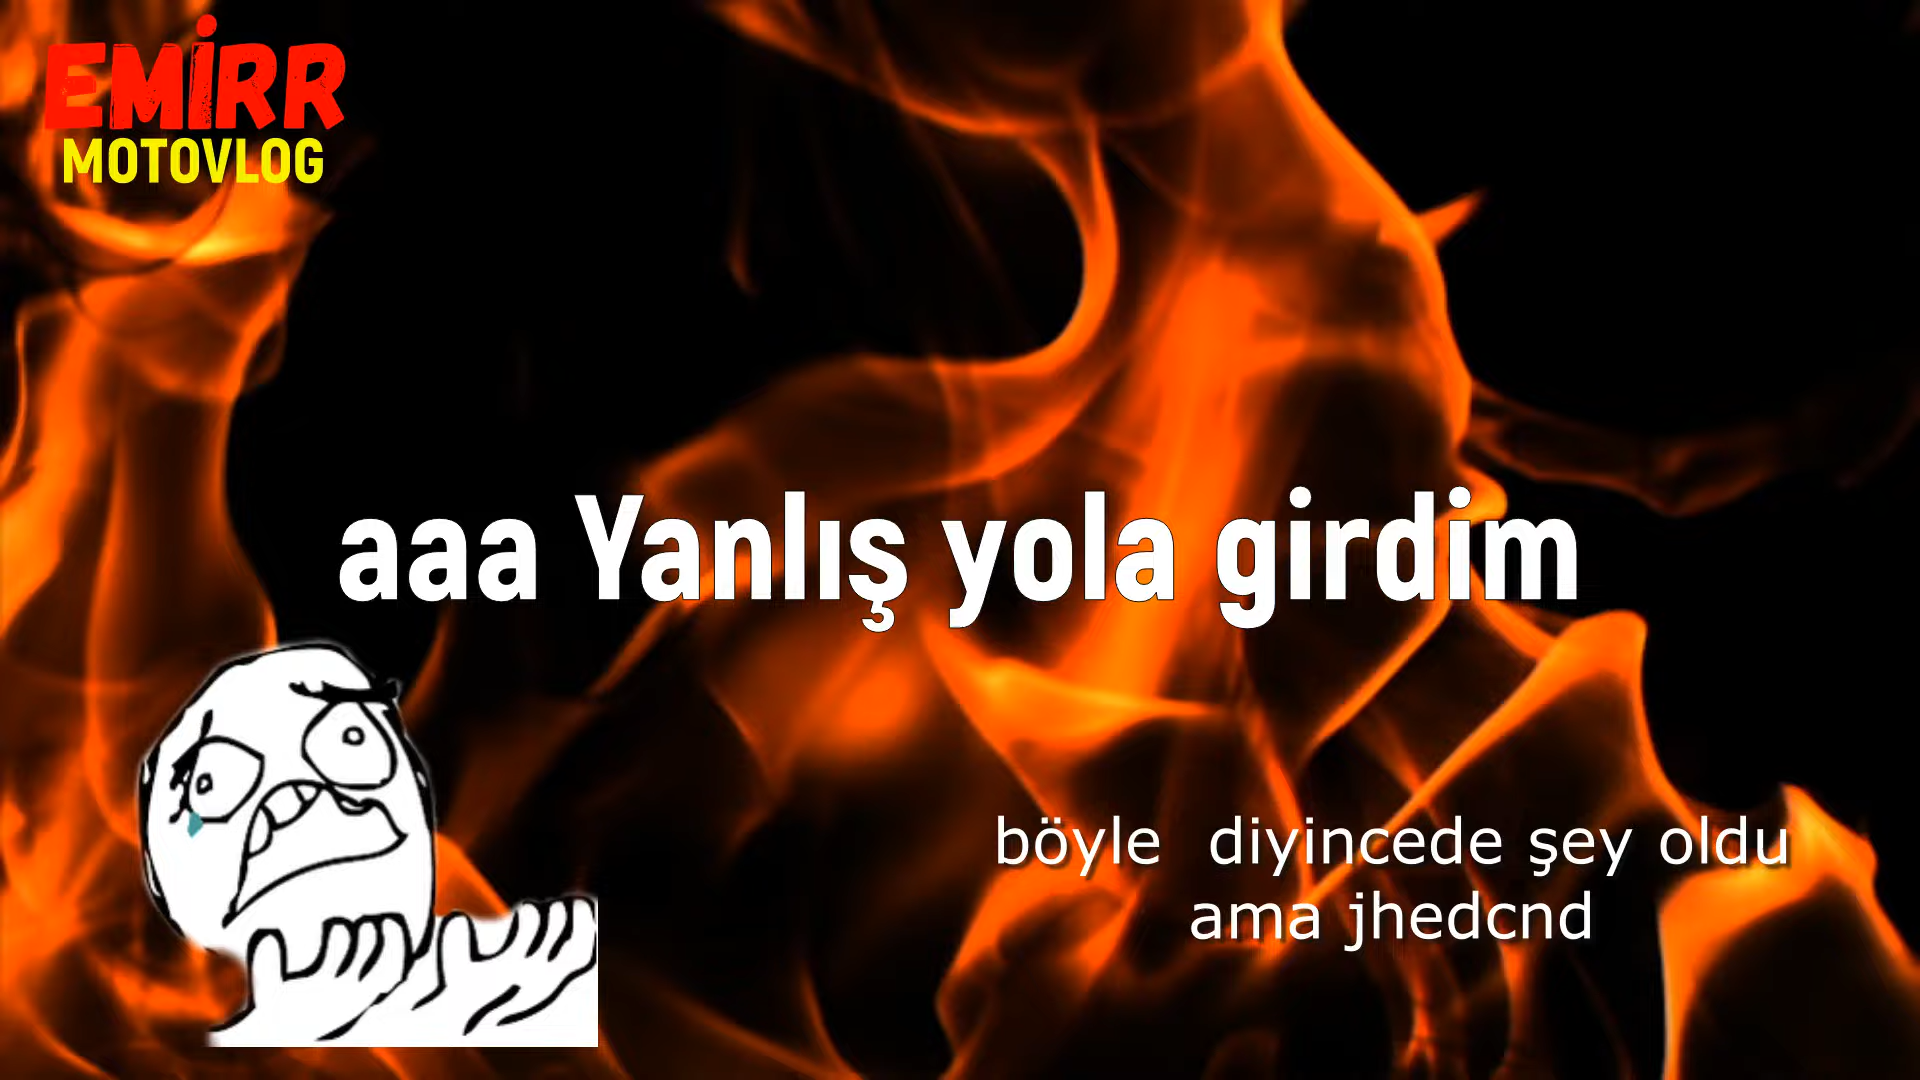 EMİRR
MOTOVLOG
aaa Yanlış yola girdim
böyle  diyincede şey oldu
ama jhedcnd